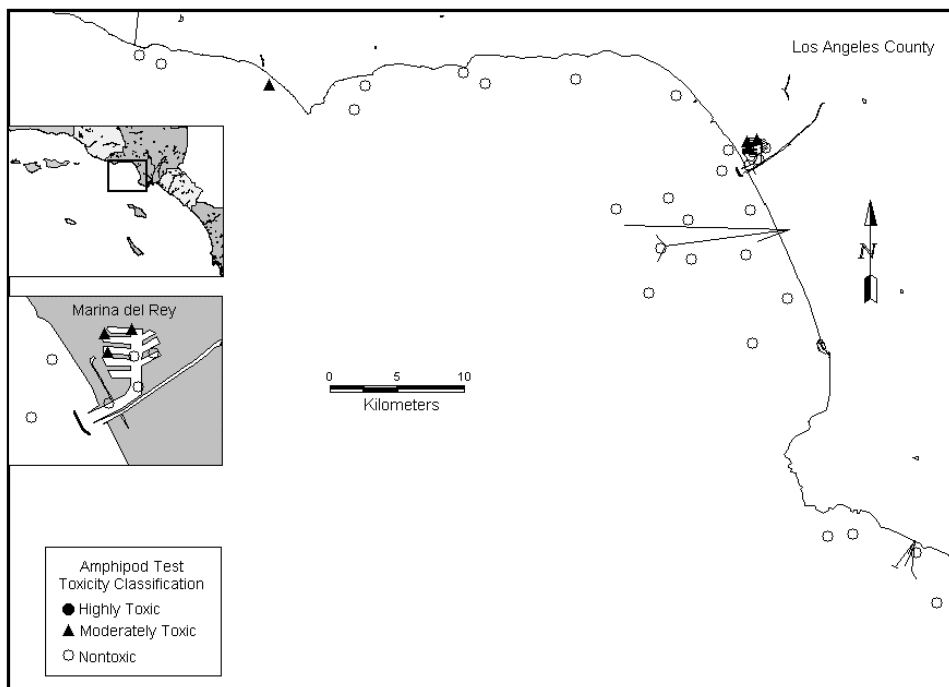 Los Angeles County
N
Marina del Rey
0 5 10
Kilometers
Amphipod Test
Toxicity Classification
Highly Toxic
Moderately Toxic
Nontoxic